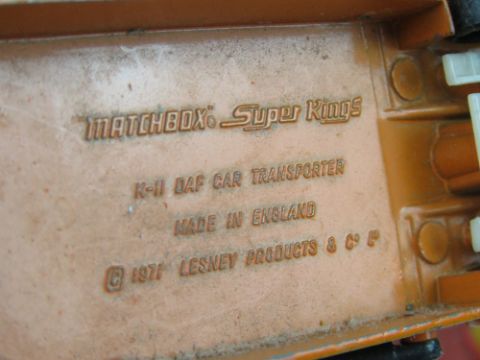 "MATCHBOX" Super Kings
K-11 DAF CAR TRANSPORTER
MADE IN ENGLAND
© 1971 LESNEY PRODUCTS & Co Ld